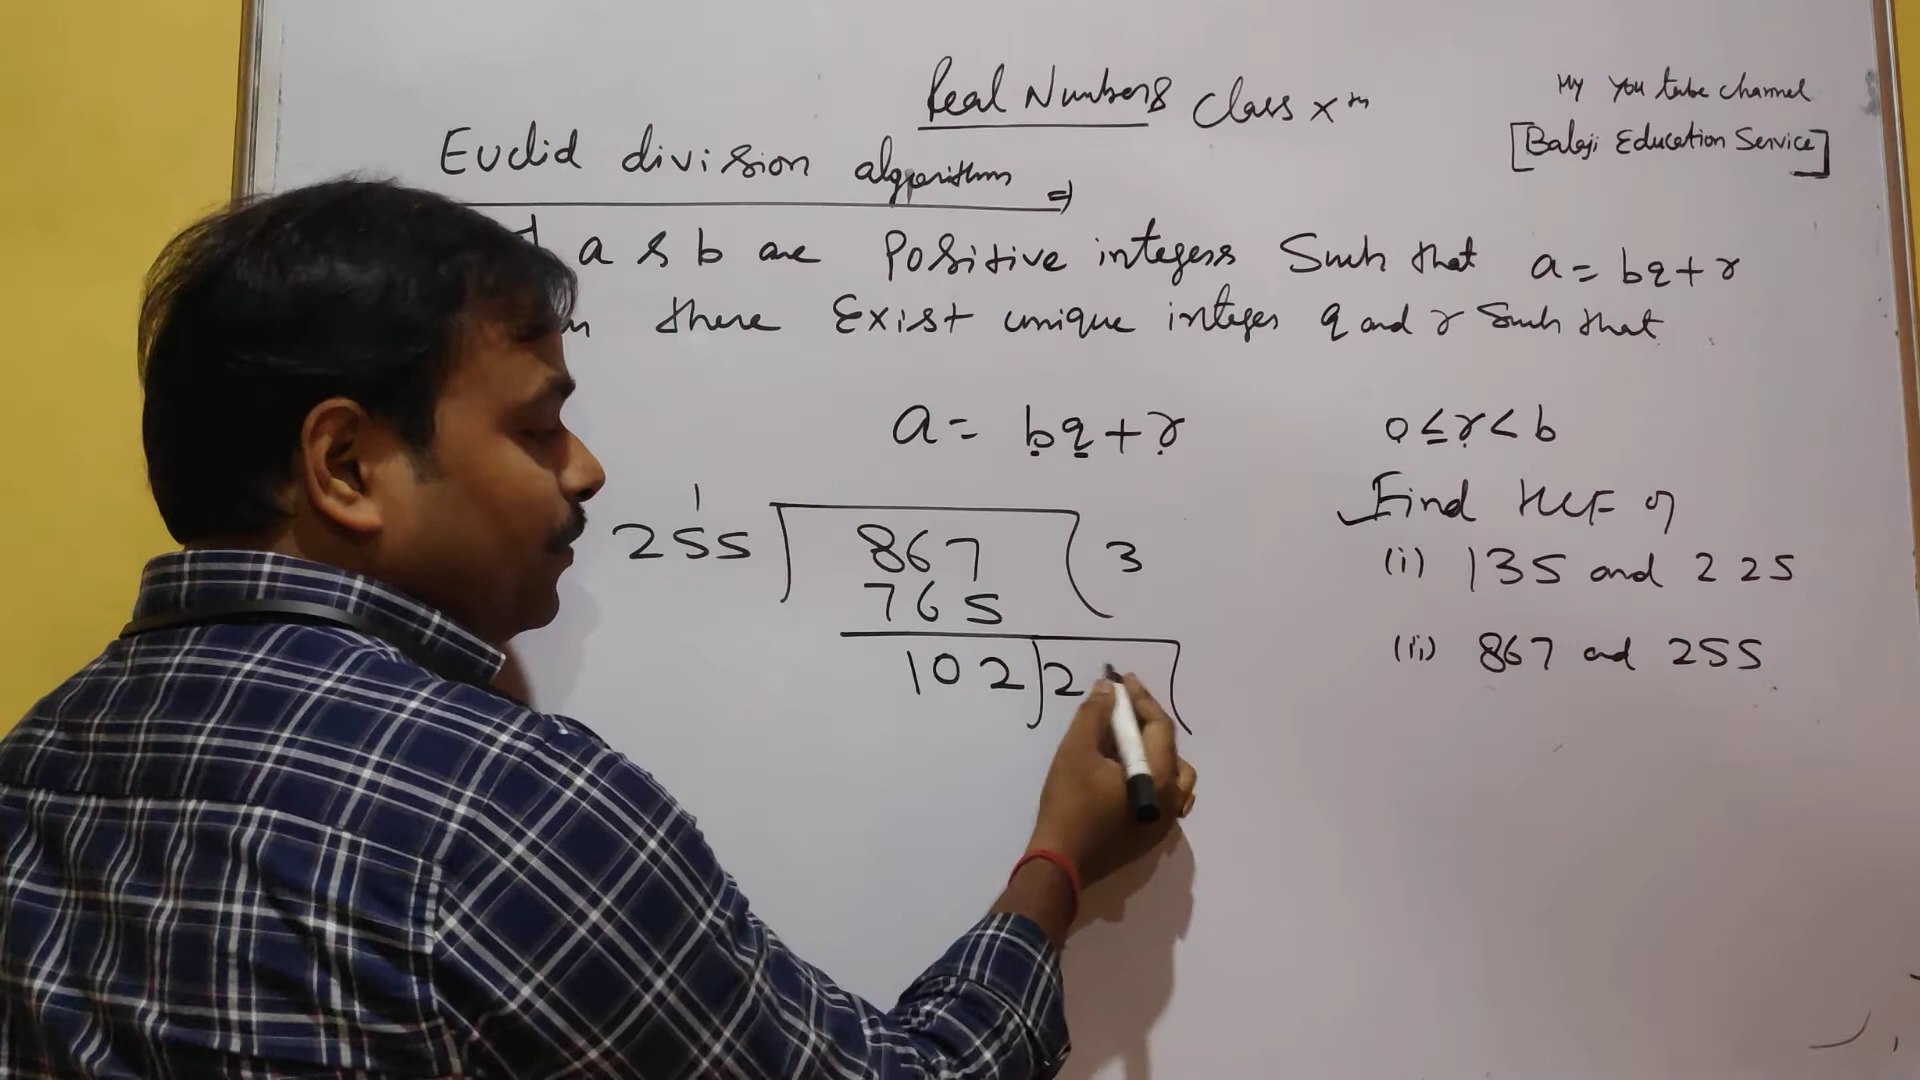 Real Numbers Class Xth
My You tube channel
[Balaji Education Service]
Euclid division algorithm ⇒
a & b are Positive integers Such that a = bq + r
there Exist unique integer q and r Such that
a = bq + r 0 ≤ r < b
Find HCF of
(i) 135 and 225
(ii) 867 and 255
1
255 867 3
765
102 2